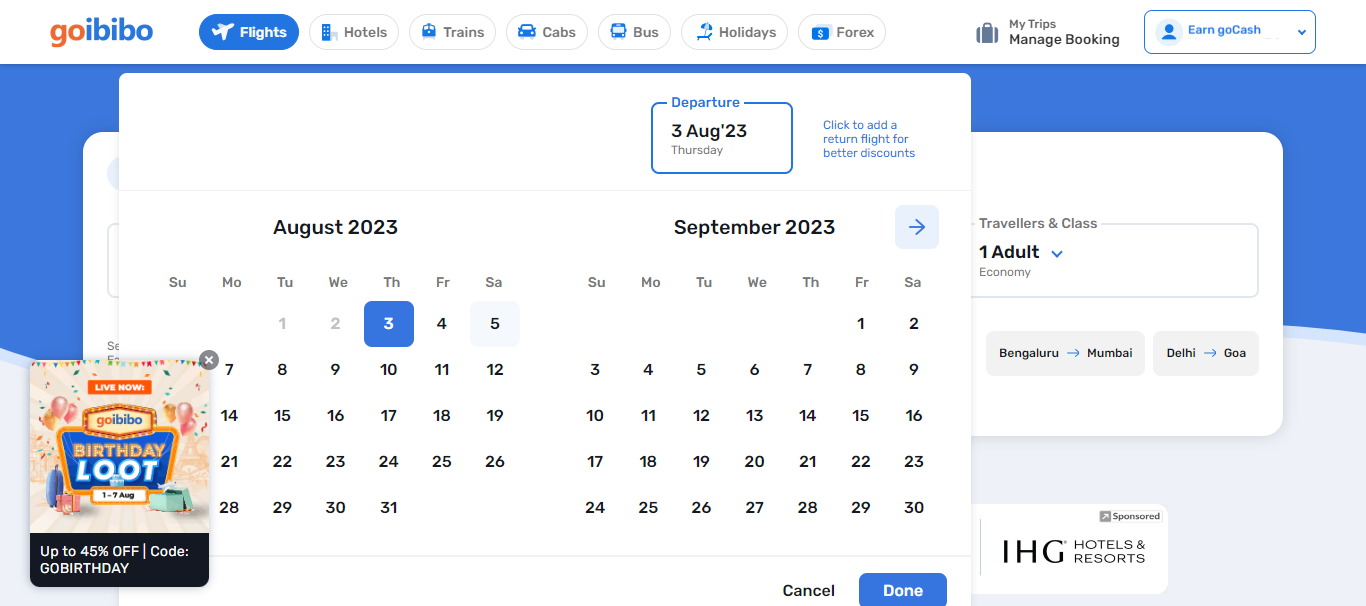 goibibo
Flights
Hotels
Trains
Cabs
Bus
Holidays
Forex
My Trips
Manage Booking
Earn goCash
Departure
3 Aug'23
Thursday
Click to add a
return flight for
better discounts
August 2023
Su Mo Tu We Th Fr Sa
1 2 3 4 5
7 8 9 10 11 12
14 15 16 17 18 19
21 22 23 24 25 26
28 29 30 31
September 2023
Su Mo Tu We Th Fr Sa
1 2
3 4 5 6 7 8 9
10 11 12 13 14 15 16
17 18 19 20 21 22 23
24 25 26 27 28 29 30
Cancel
Done
Travellers & Class
1 Adult
Economy
Bengaluru → Mumbai
Delhi → Goa
LIVE NOW:
goibibo
BIRTHDAY
LOOT
1 - 7 Aug
Up to 45% OFF | Code:
GOBIRTHDAY
Sponsored
IHG HOTELS &
RESORTS